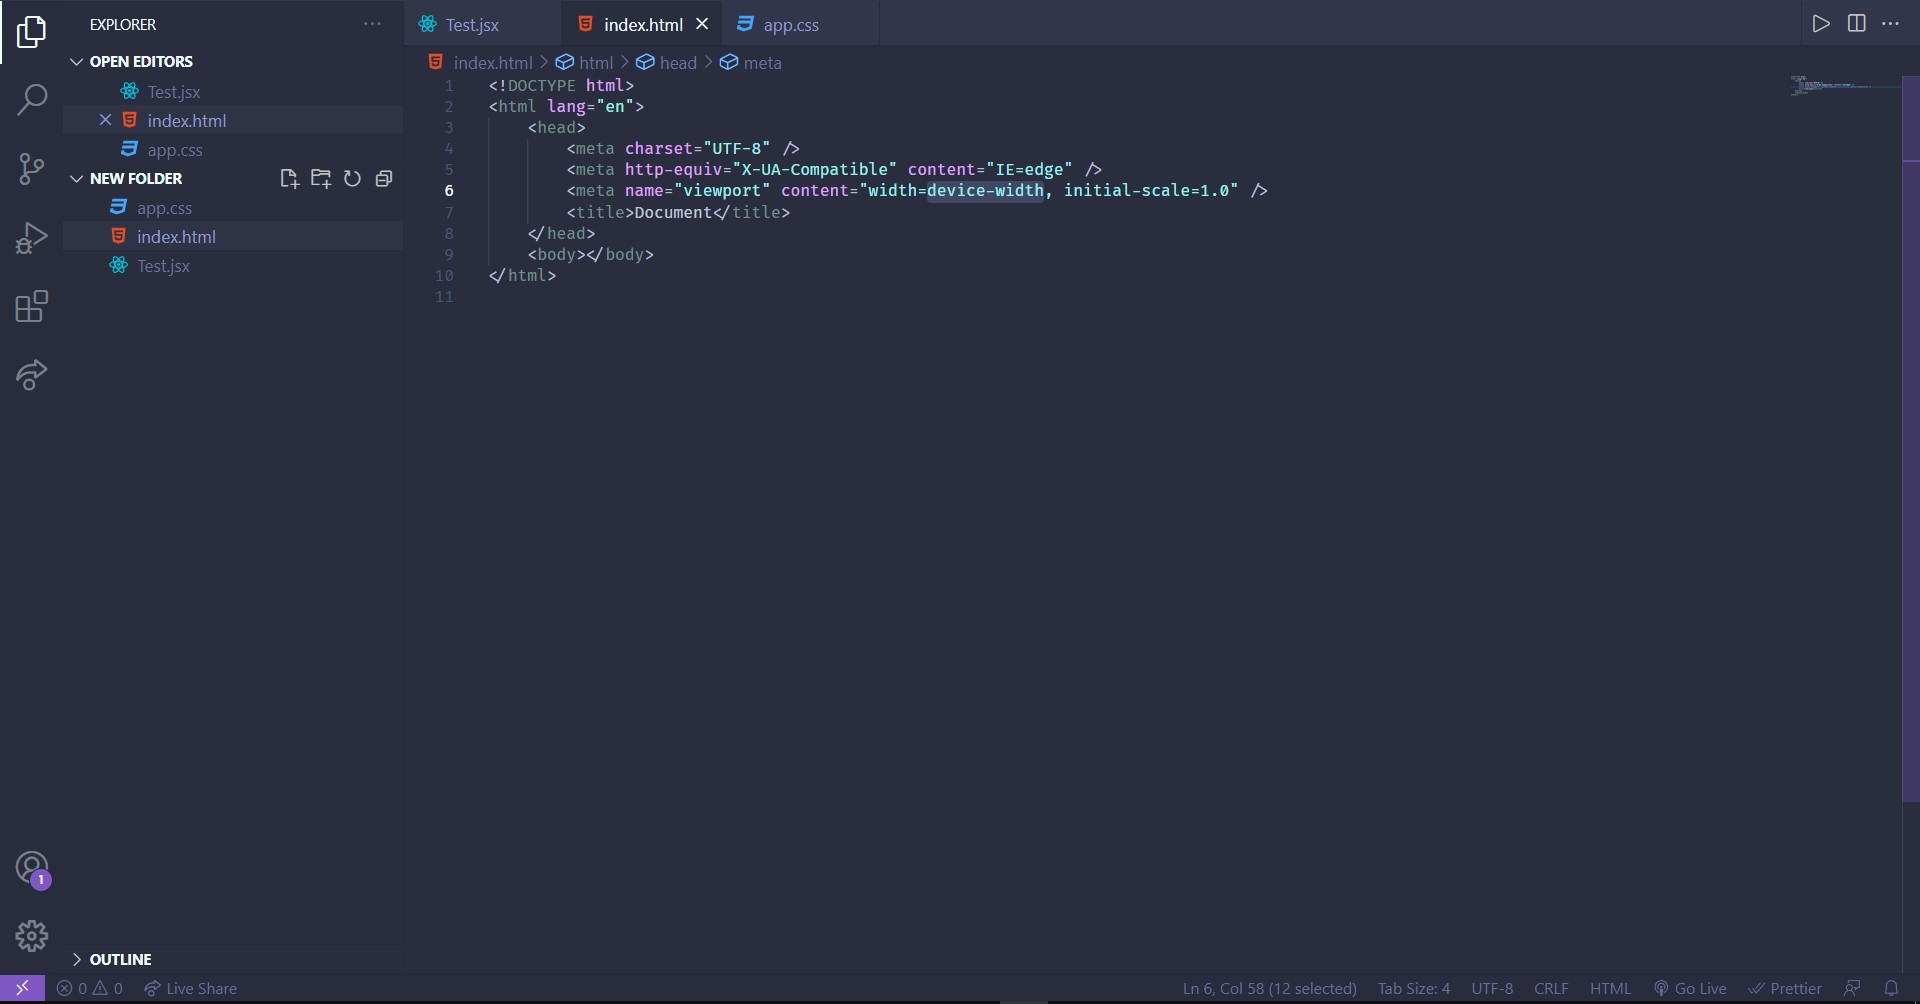 EXPLORER
OPEN EDITORS
Test.jsx
index.html
app.css
NEW FOLDER
app.css
index.html
Test.jsx
OUTLINE
1
Test.jsx
index.html
app.css
index.html > html > head > meta
1 <!DOCTYPE html>
2 <html lang="en">
3 <head>
4 <meta charset="UTF-8" />
5 <meta http-equiv="X-UA-Compatible" content="IE=edge" />
6 <meta name="viewport" content="width=device-width, initial-scale=1.0" />
7 <title>Document</title>
8 </head>
9 <body></body>
10 </html>
11
0 0 Live Share Ln 6, Col 58 (12 selected) Tab Size: 4 UTF-8 CRLF HTML Go Live Prettier